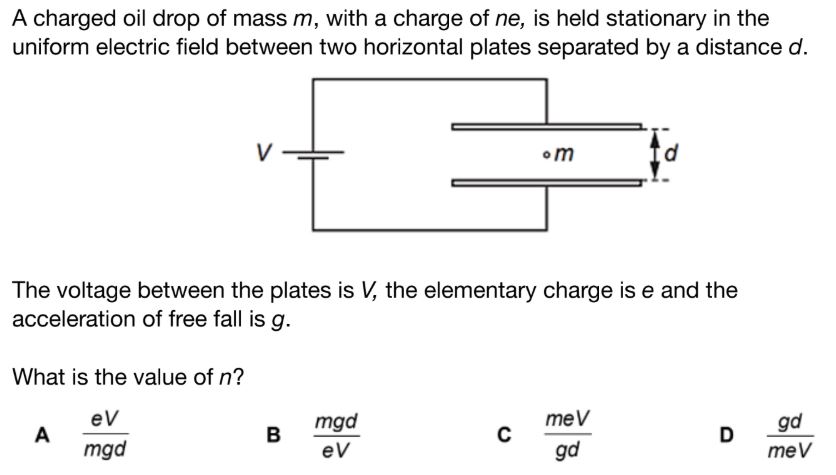 A charged oil drop of mass m, with a charge of ne, is held stationary in the
uniform electric field between two horizontal plates separated by a distance d.
V
m
d
The voltage between the plates is V, the elementary charge is e and the
acceleration of free fall is g.
What is the value of n?
A eV/mgd B mgd/eV C meV/gd D gd/meV